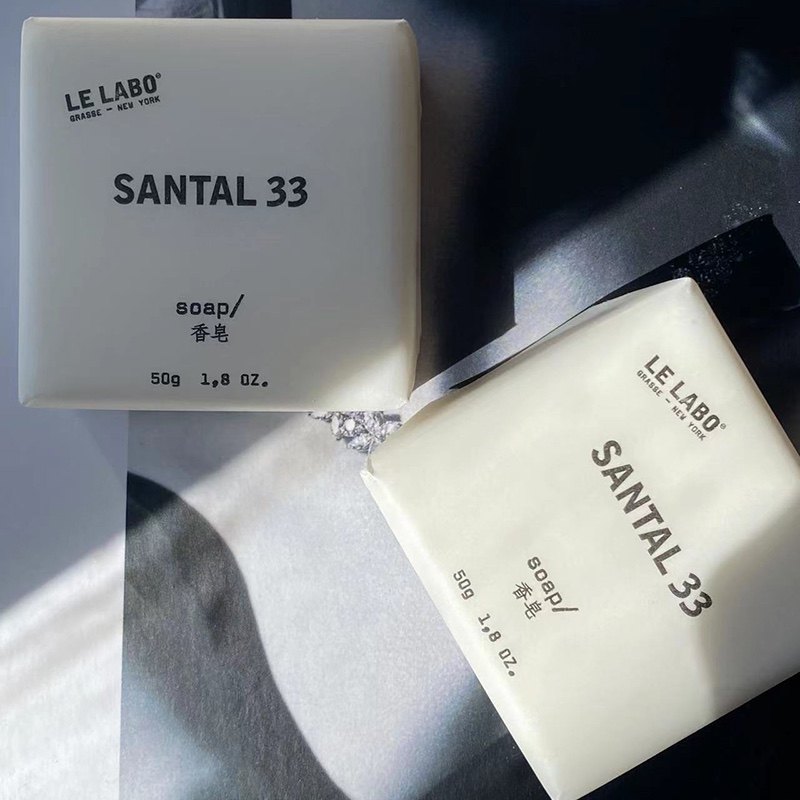 LE LABO®
GRASSE – NEW YORK
SANTAL 33
soap/
香皂
50g 1,8 OZ.
LE LABO®
GRASSE – NEW YORK
SANTAL 33
soap/
香皂
50g 1,8 OZ.